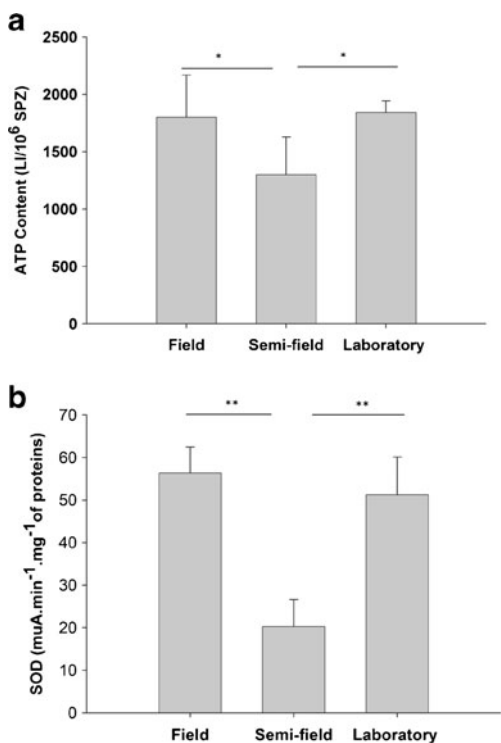 a
ATP Content (LI/10⁶ SPZ)
2500
2000
1500
1000
500
0
* *
Field Semi-field Laboratory
b
SOD (muA.min⁻¹.mg⁻¹of proteins)
70
60
50
40
30
20
10
0
** **
Field Semi-field Laboratory